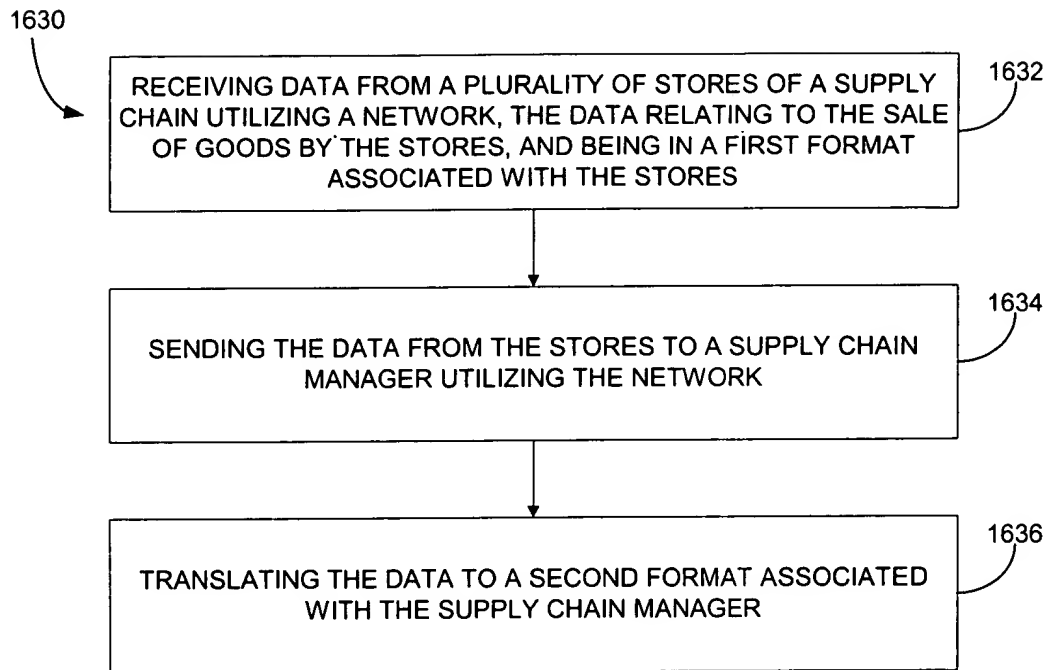 1630
RECEIVING DATA FROM A PLURALITY OF STORES OF A SUPPLY
CHAIN UTILIZING A NETWORK, THE DATA RELATING TO THE SALE
OF GOODS BY THE STORES, AND BEING IN A FIRST FORMAT
ASSOCIATED WITH THE STORES
1632
SENDING THE DATA FROM THE STORES TO A SUPPLY CHAIN
MANAGER UTILIZING THE NETWORK
1634
TRANSLATING THE DATA TO A SECOND FORMAT ASSOCIATED
WITH THE SUPPLY CHAIN MANAGER
1636